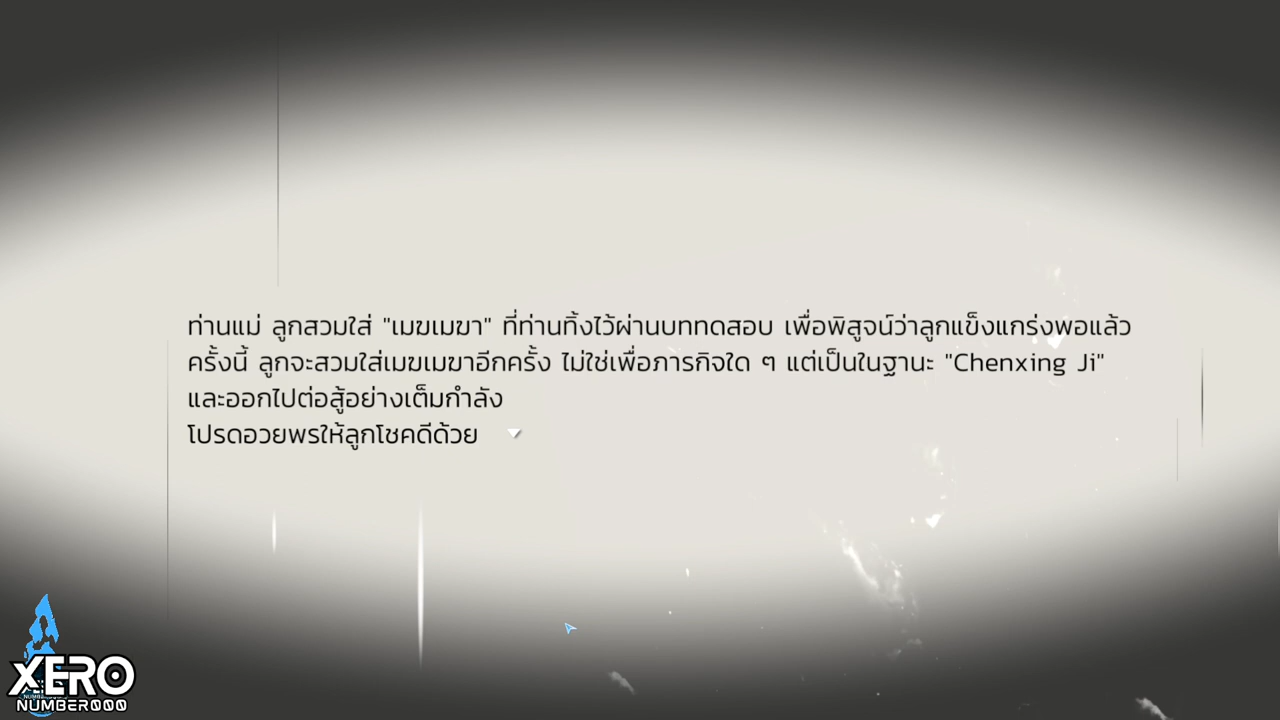 ท่านแม่ ลูกสวมใส่ "เมฆเมฆา" ที่ท่านทิ้งไว้ผ่านบททดสอบ เพื่อพิสูจน์ว่าลูกแข็งแกร่งพอแล้ว
ครั้งนี้ ลูกจะสวมใส่เมฆเมฆาอีกครั้ง ไม่ใช่เพื่อภารกิจใด ๆ แต่เป็นในฐานะ "Chenxing Ji"
และออกไปต่อสู้อย่างเต็มกำลัง
โปรดอวยพรให้ลูกโชคดีด้วย
XERO
NUMBER000